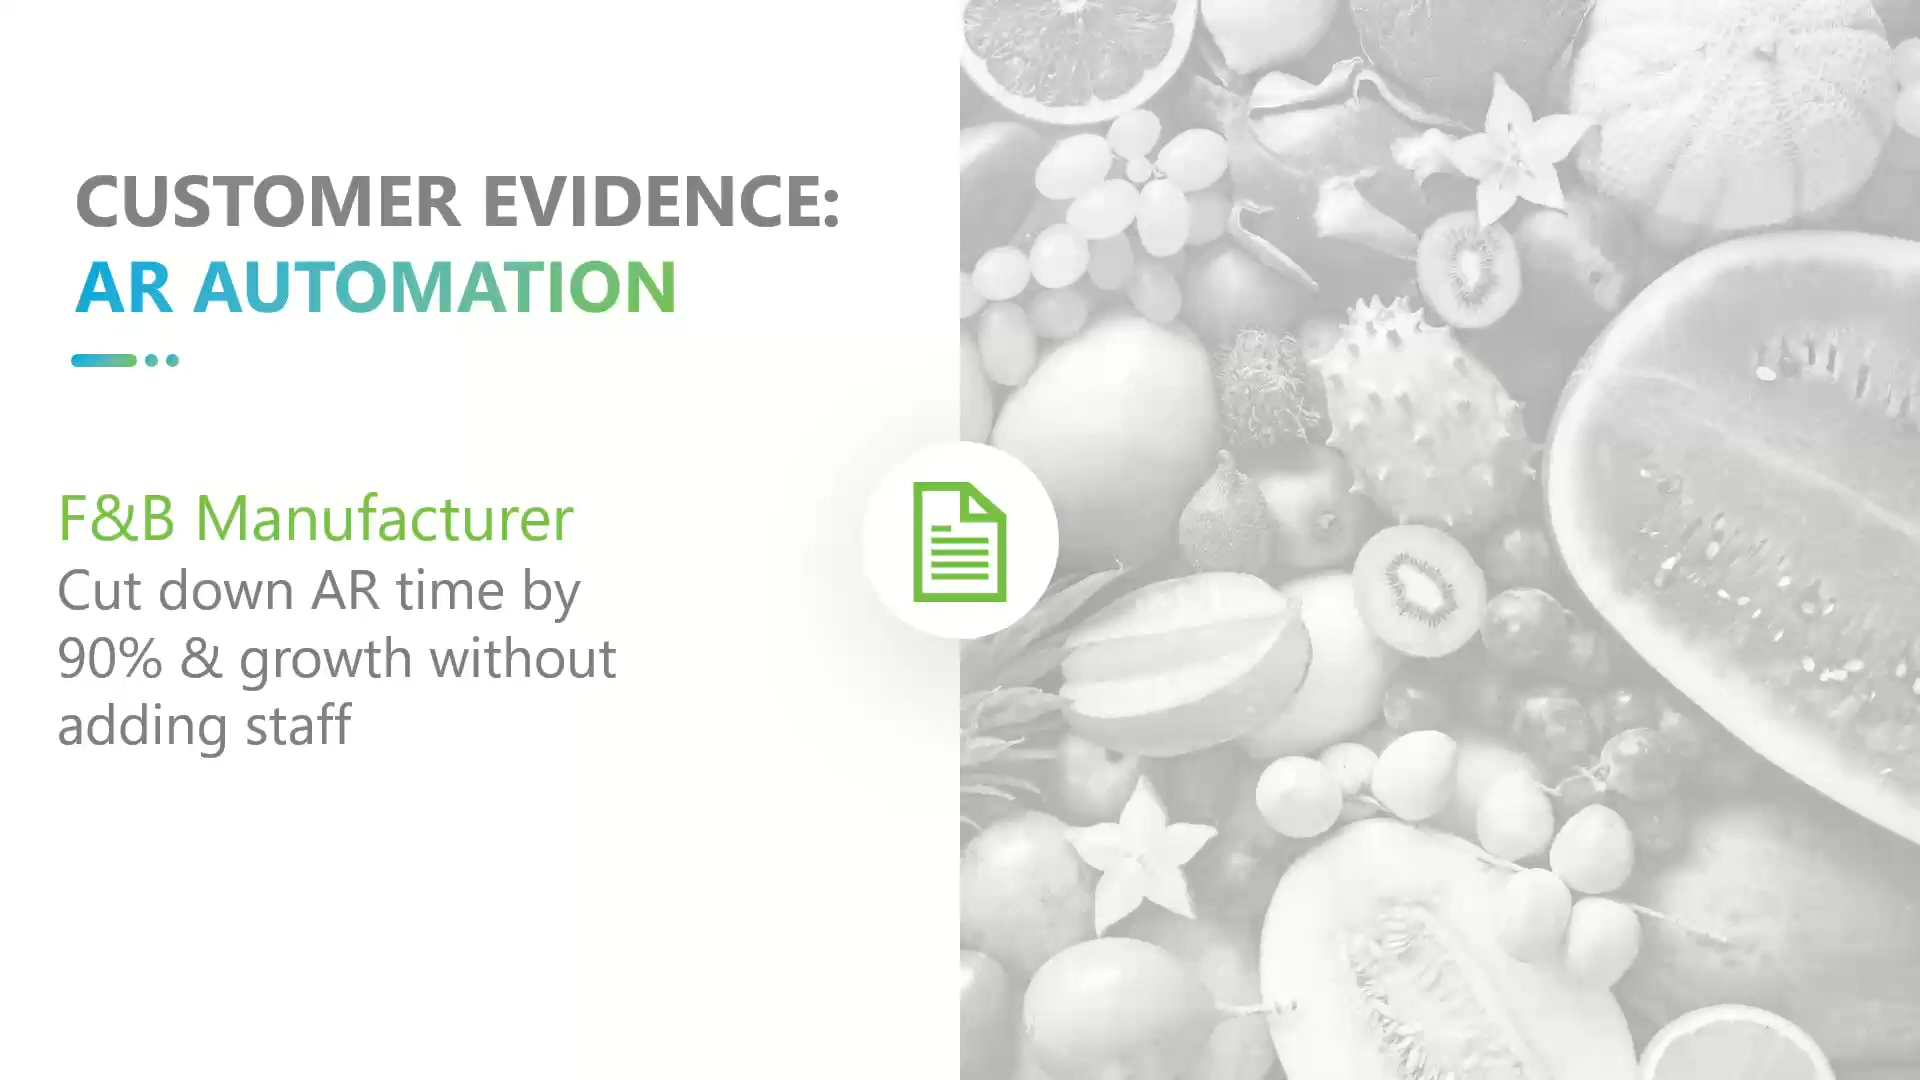 CUSTOMER EVIDENCE:
AR AUTOMATION
F&B Manufacturer
Cut down AR time by
90% & growth without
adding staff